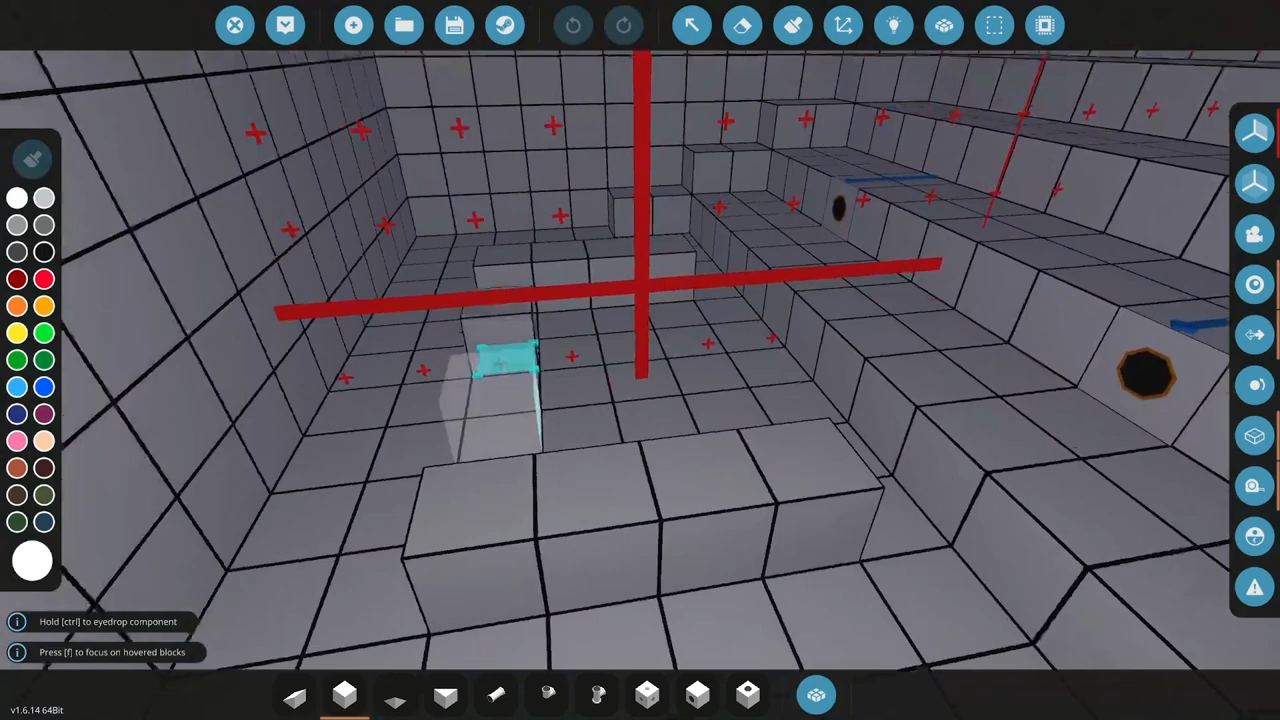 Hold [ctrl] to eyedrop component
Press [f] to focus on hovered blocks
v1.6.14 64Bit